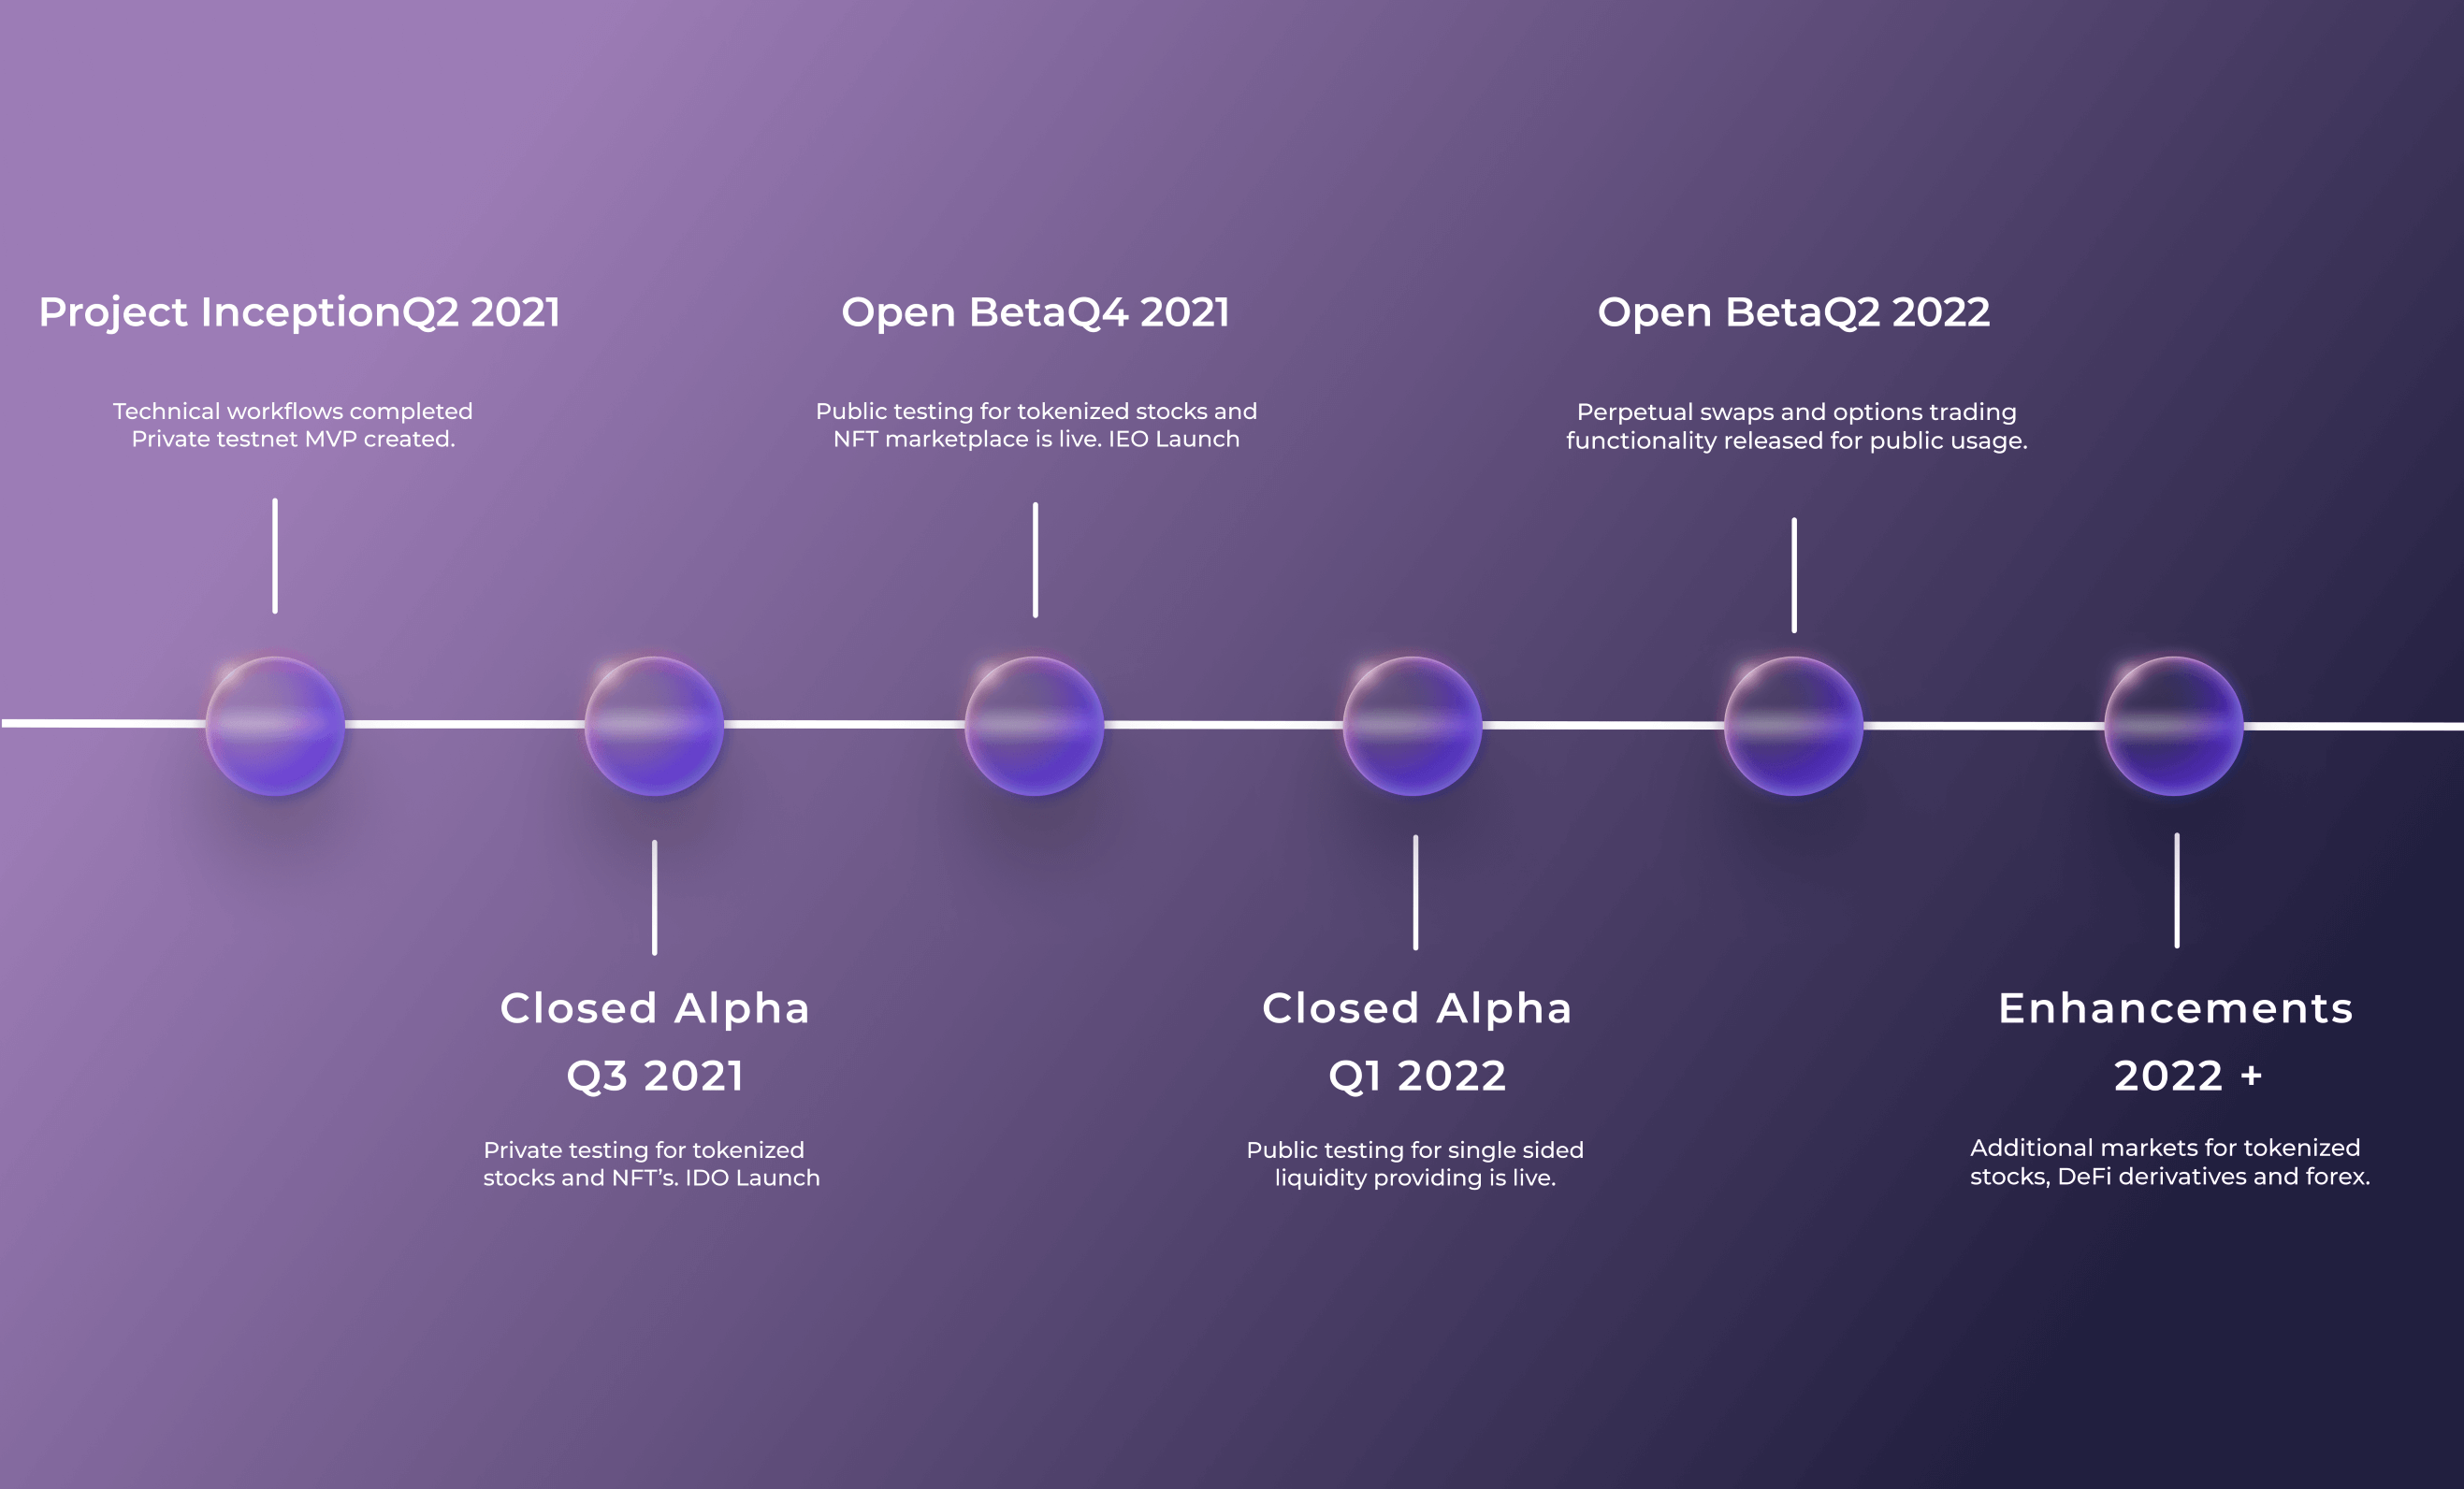 Project InceptionQ2 2021
Technical workflows completed
Private testnet MVP created.
Closed Alpha
Q3 2021
Private testing for tokenized
stocks and NFT’s. IDO Launch
Open BetaQ4 2021
Public testing for tokenized stocks and
NFT marketplace is live. IEO Launch
Closed Alpha
Q1 2022
Public testing for single sided
liquidity providing is live.
Open BetaQ2 2022
Perpetual swaps and options trading
functionality released for public usage.
Enhancements
2022 +
Additional markets for tokenized
stocks, DeFi derivatives and forex.